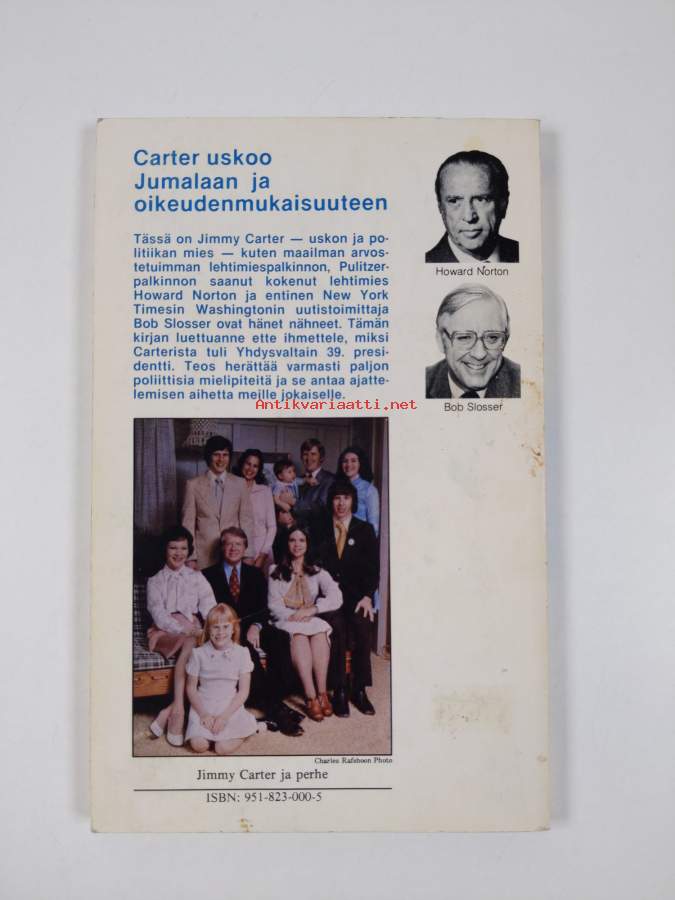 Carter uskoo
Jumalaan ja
oikeudenmukaisuuteen
Tässä on Jimmy Carter — uskon ja po-
litiikan mies — kuten maailman arvos-
tetuimman lehtimiespalkinnon, Pulitzer-
palkinnon saanut kokenut lehtimies
Howard Norton ja entinen New York
Timesin Washingtonin uutistoimittaja
Bob Slosser ovat hänet nähneet. Tämän
kirjan luettuanne ette ihmettele, miksi
Carterista tuli Yhdysvaltain 39. presi-
dentti. Teos herättää varmasti paljon
poliittisia mielipiteitä ja se antaa ajatte-
lemisen aihetta meille jokaiselle.
Antikvariaatti.net
Howard Norton
Bob Slosser
Charles Rafshoon Photo
Jimmy Carter ja perhe
ISBN: 951-823-000-5